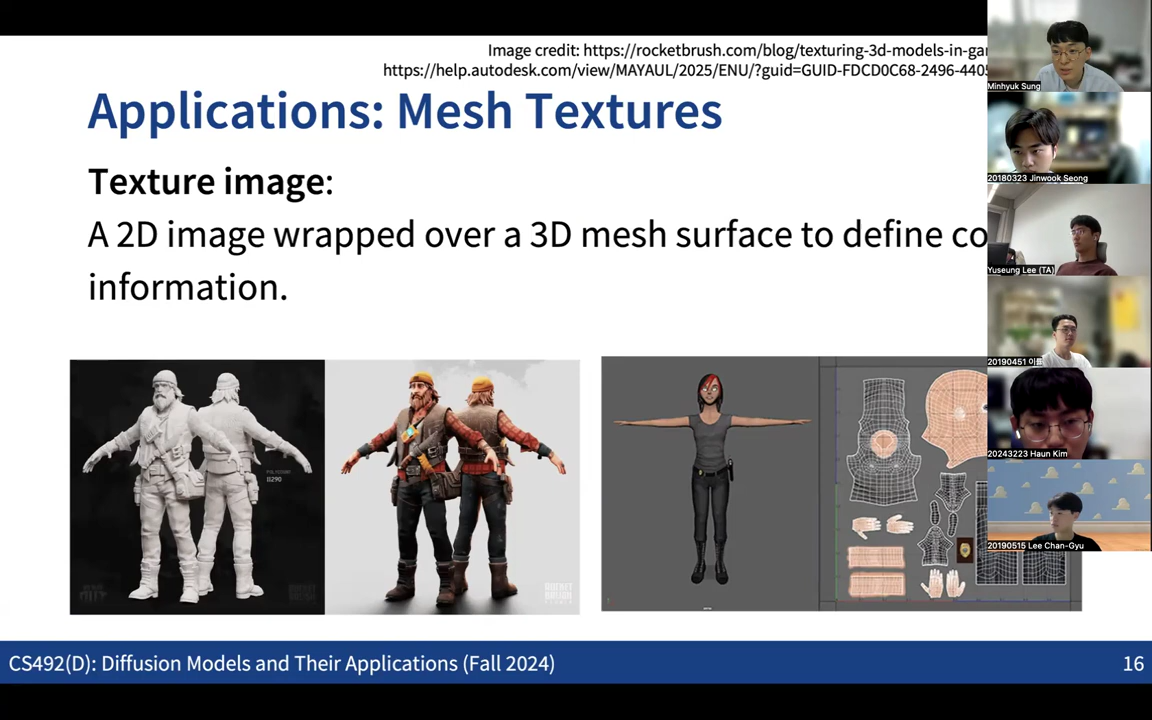 Image credit: https://rocketbrush.com/blog/texturing-3d-models-in-ga
https://help.autodesk.com/view/MAYAUL/2025/ENU/?guid=GUID-FDCD0C68-2496-4405
Applications: Mesh Textures
Texture image:
A 2D image wrapped over a 3D mesh surface to define co
information.
Minhyuk Sung
20180323 Jinwook Seong
Yuseung Lee (TA)
20190451
20243223 Haun Kim
20190515 Lee Chan-Gyu
CS492(D): Diffusion Models and Their Applications (Fall 2024)
16